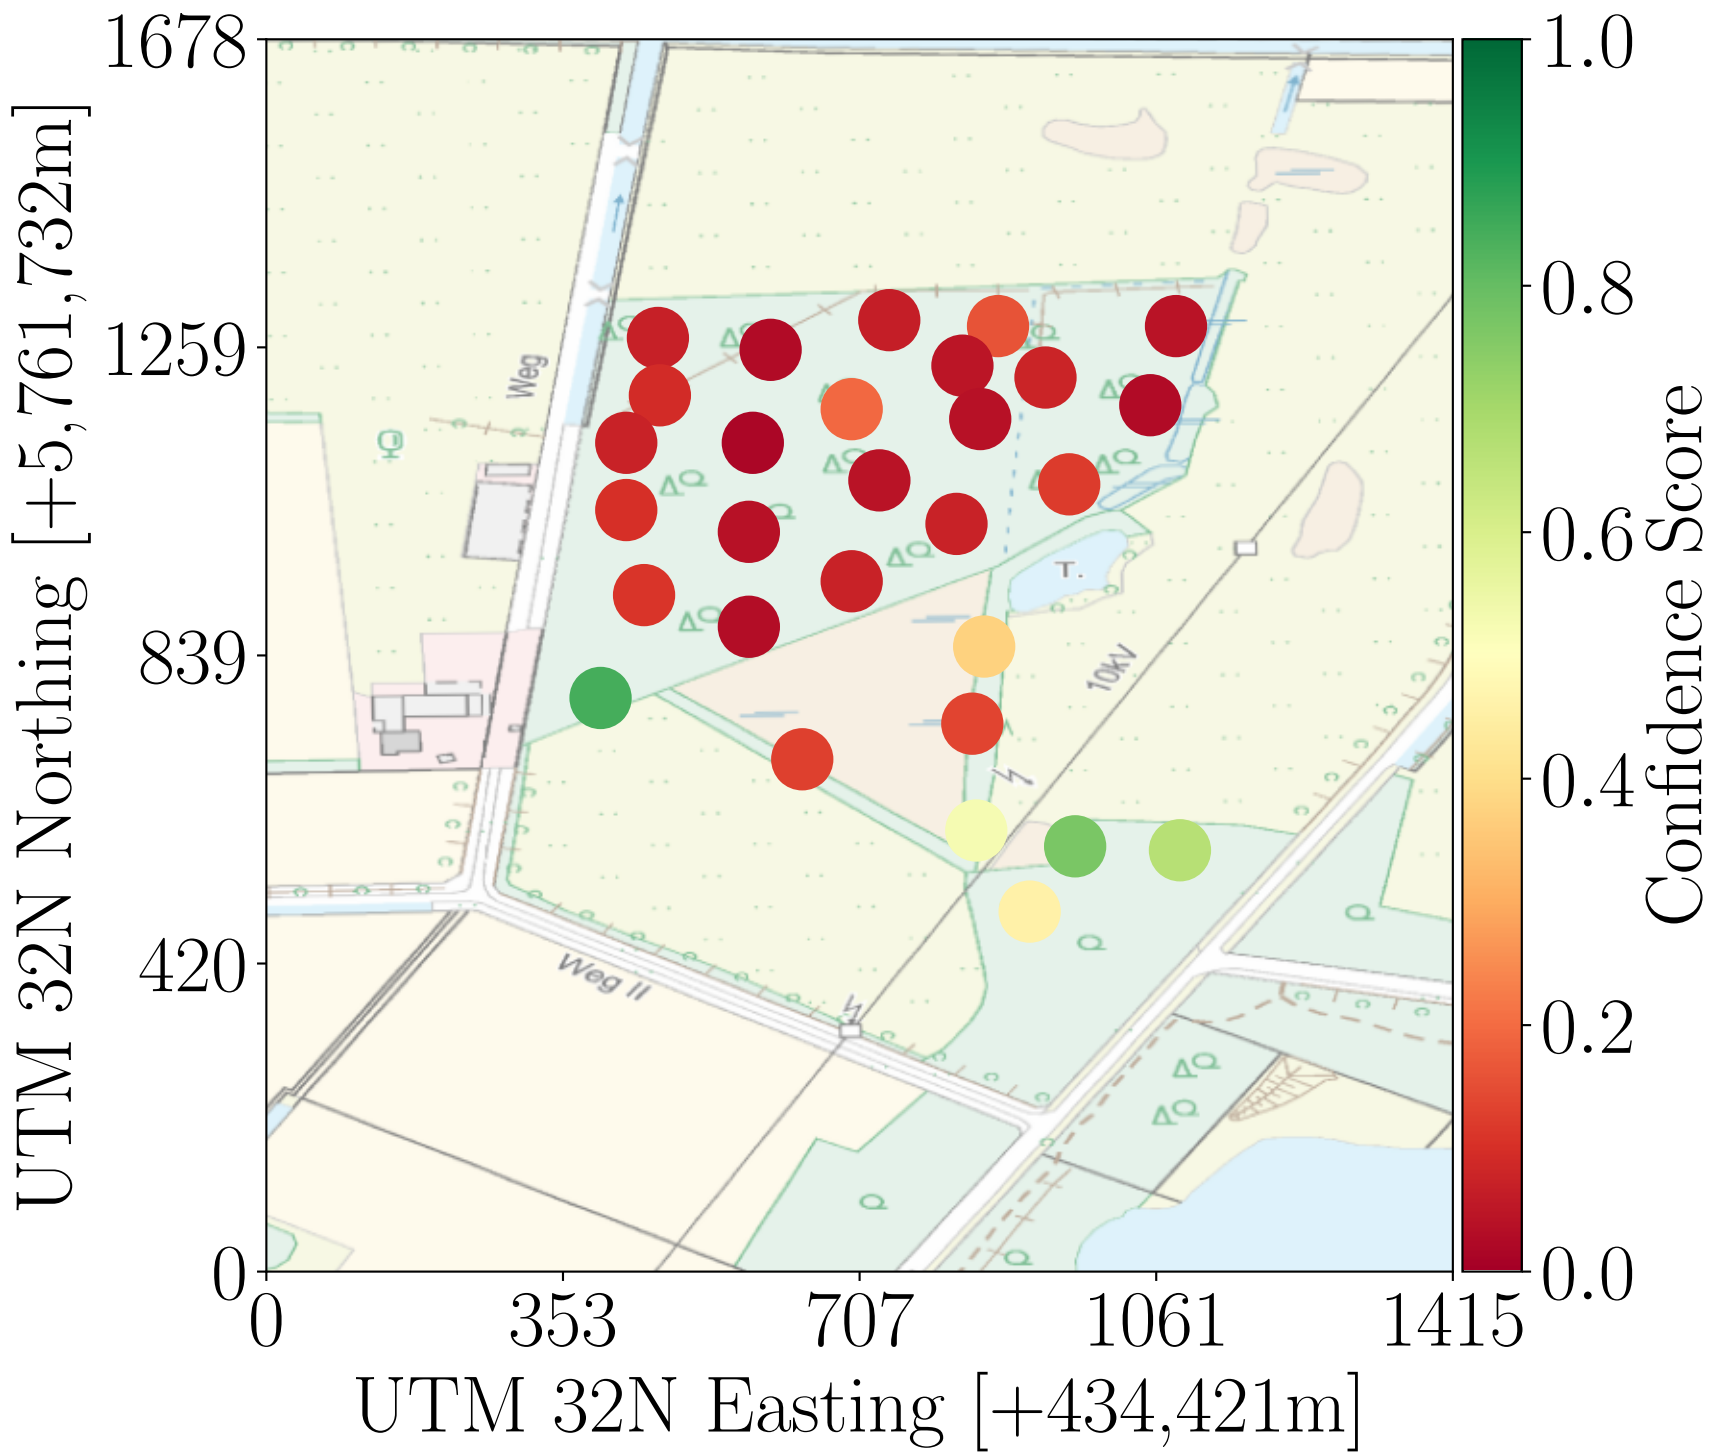 1678
1259
839
420
0
0
353
707
1061
1415
UTM 32N Easting [+434,421m]
UTM 32N Northing [+5,761,732m]
1.0
0.8
0.6
0.4
0.2
0.0
Confidence Score
Weg
T.
10kV
Weg II